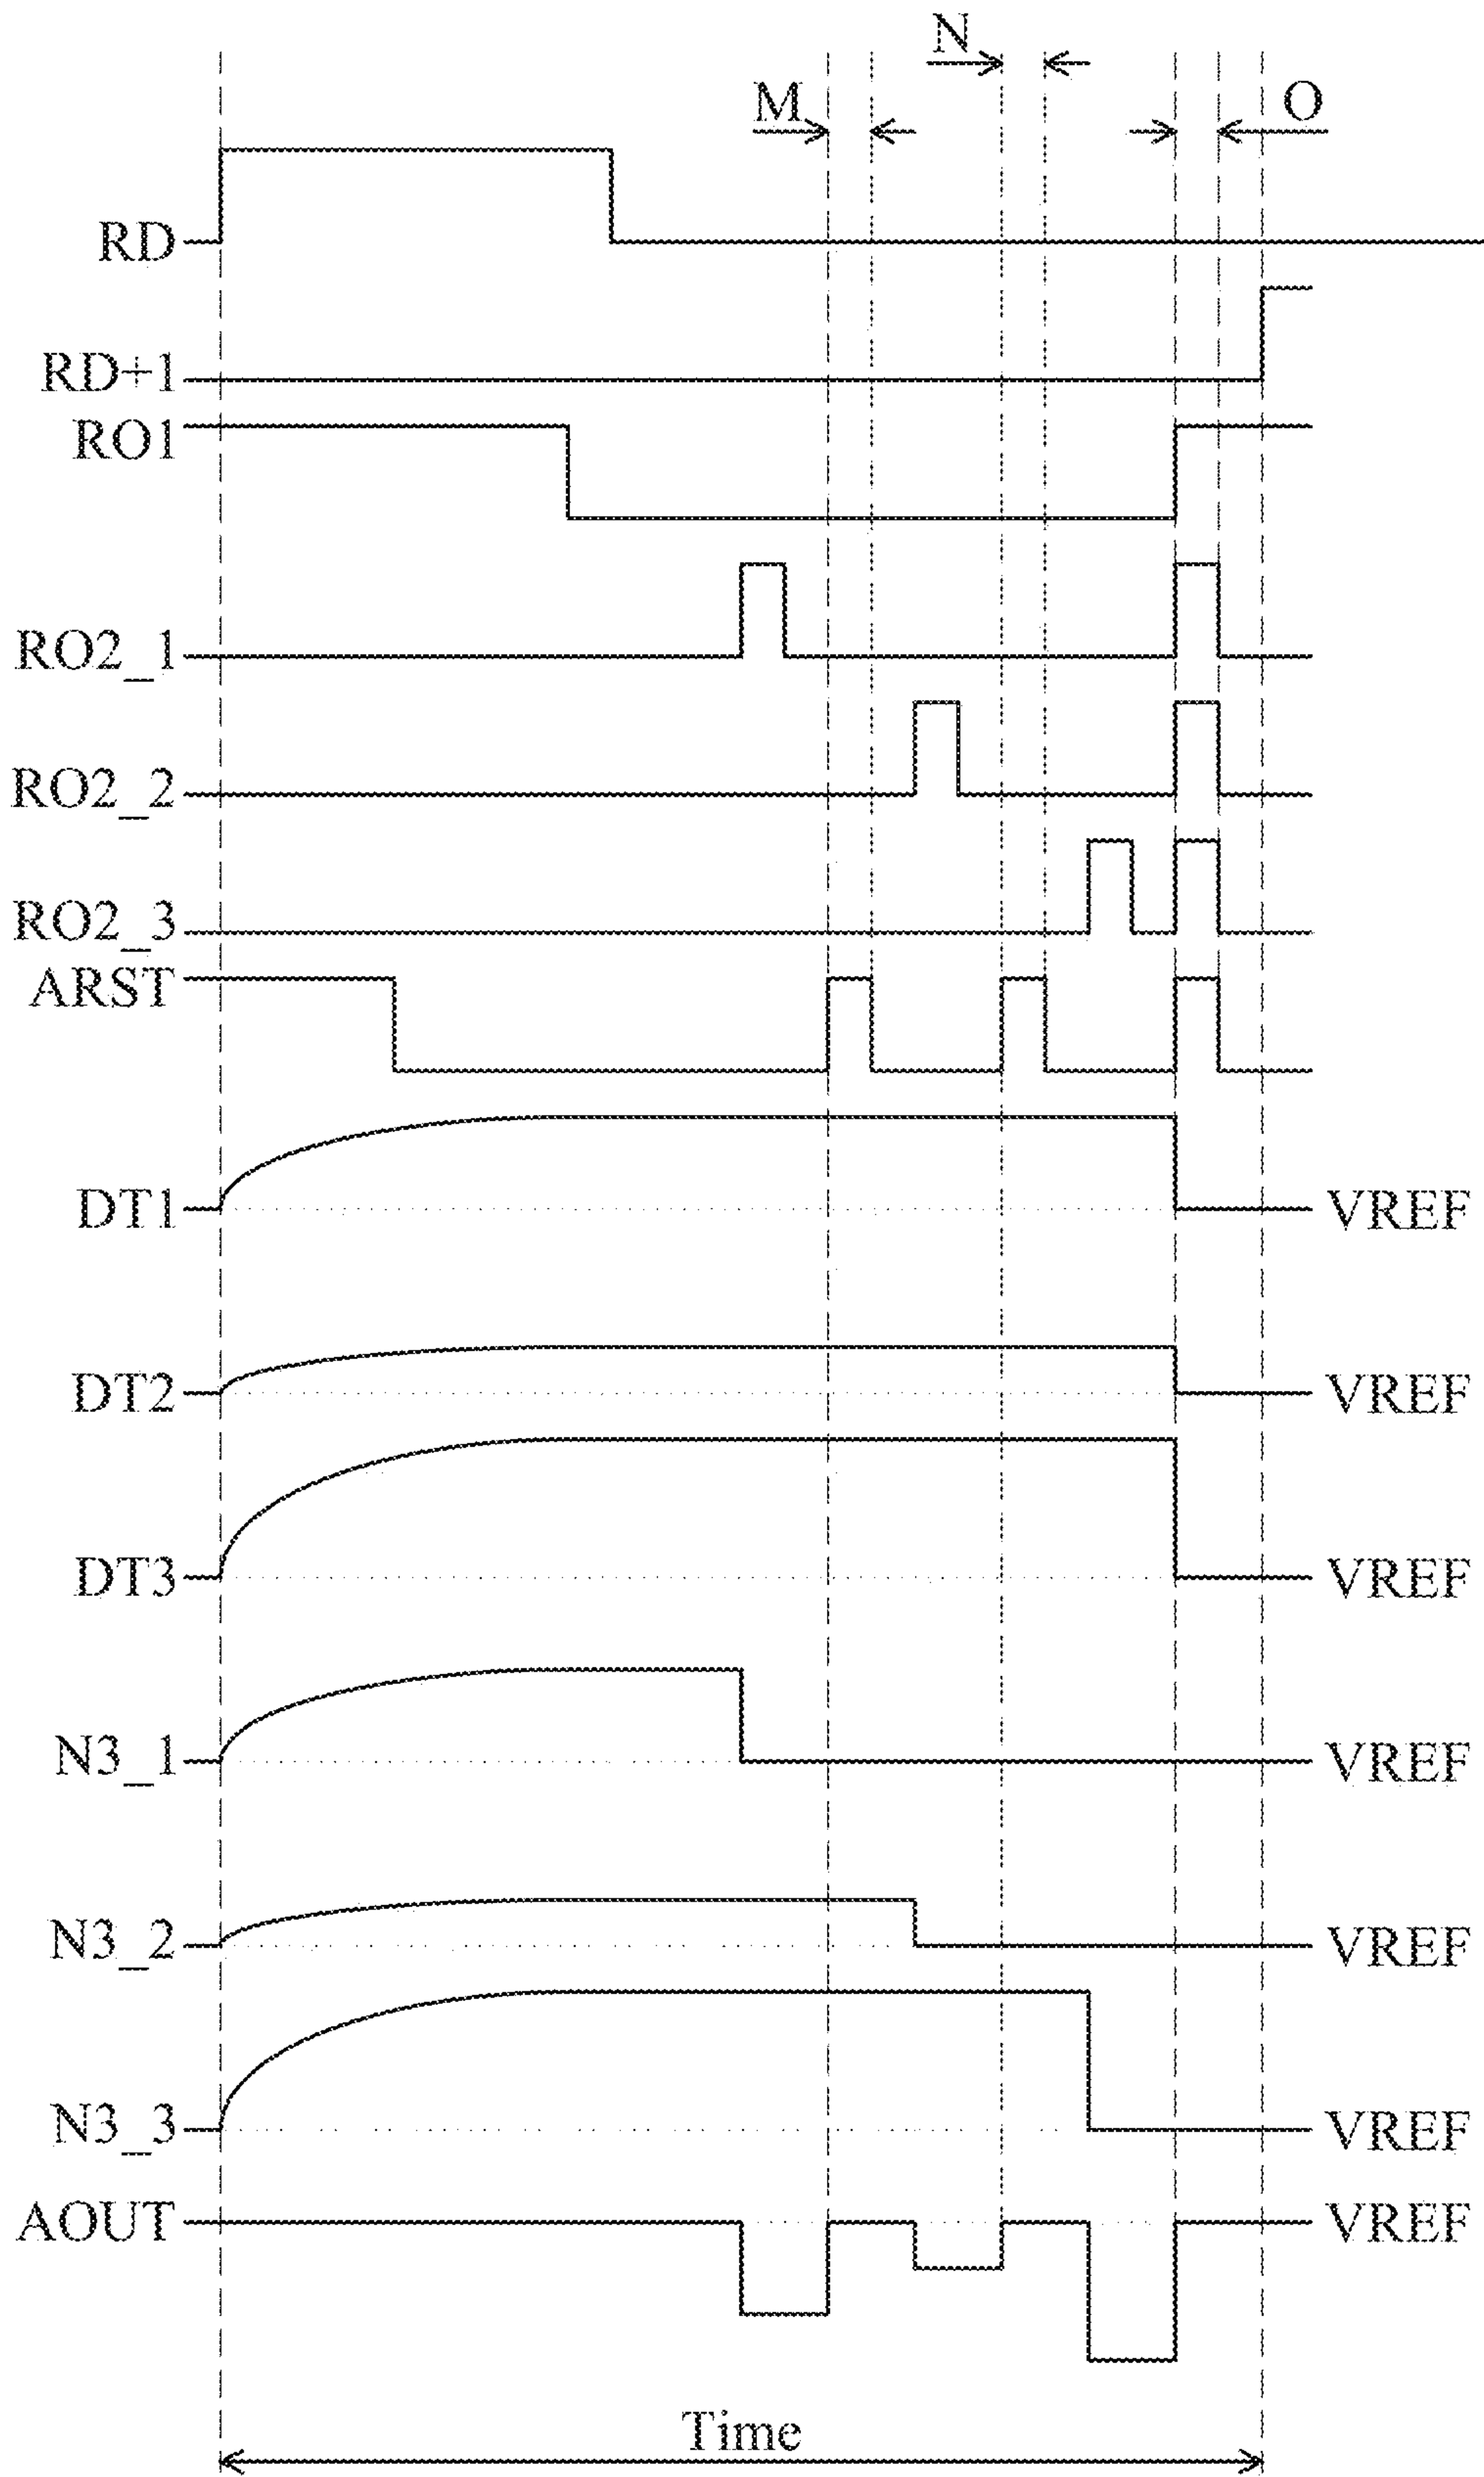 N
M
O
RD
RD+1
RO1
RO2_1
RO2_2
RO2_3
ARST
DT1 VREF
DT2 VREF
DT3 VREF
N3_1 VREF
N3_2 VREF
N3_3 VREF
AOUT VREF
Time